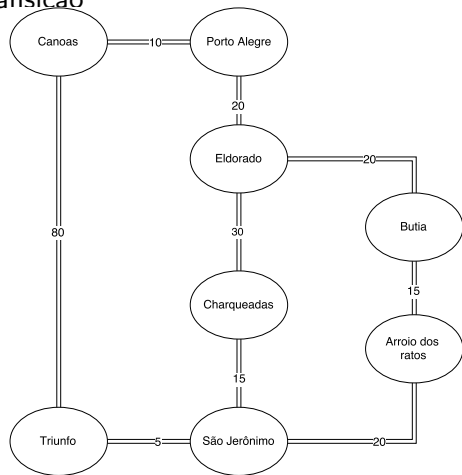 ansição
Canoas
10
Porto Alegre
20
Eldorado
20
80
30
Butia
Charqueadas
15
Arroio dos
ratos
15
Triunfo
5
São Jerônimo
20